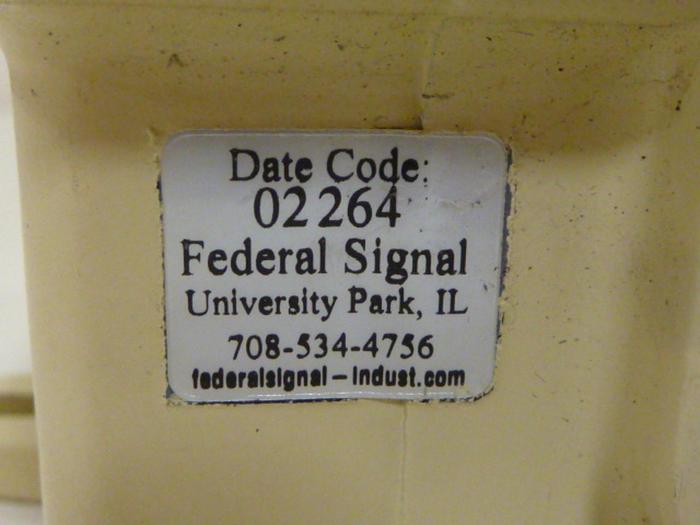 Date Code:
02264
Federal Signal
University Park, IL
708-534-4756
federalsignal-indust.com